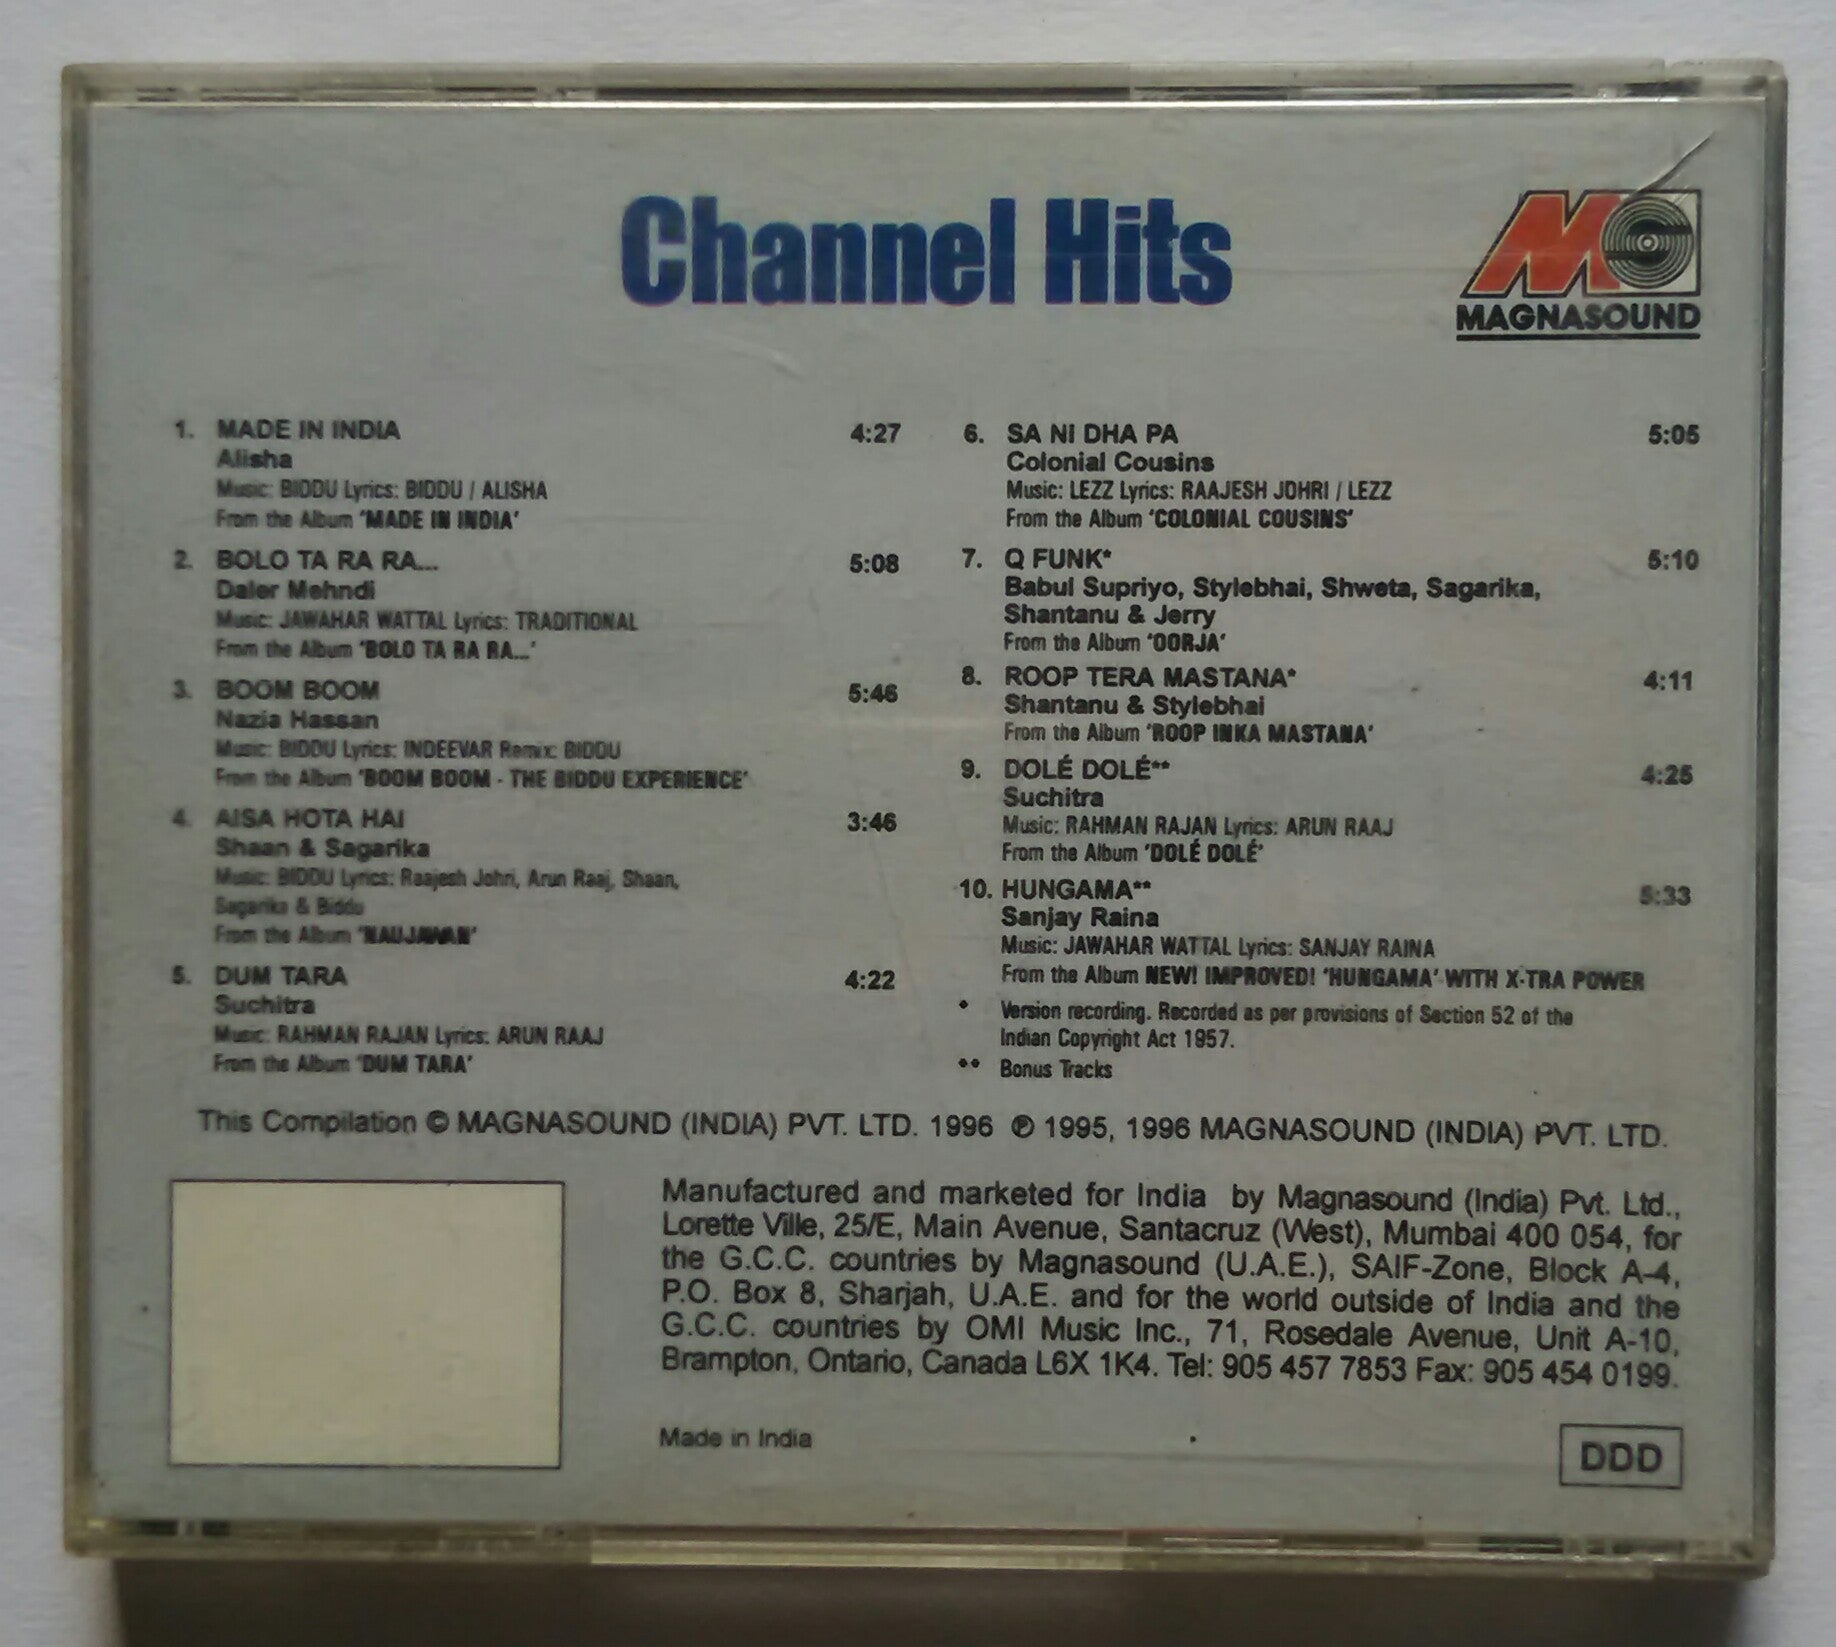 Channel Hits
MG
MAGNASOUND
1. MADE IN INDIA 4:27
Alisha
Music: BIDDU Lyrics: BIDDU / ALISHA
From the Album 'MADE IN INDIA'
2. BOLO TA RA RA... 5:08
Daler Mehndi
Music: JAWAHAR WATTAL Lyrics: TRADITIONAL
From the Album 'BOLO TA RA RA...'
3. BOOM BOOM 5:46
Nazia Hassan
Music: BIDDU Lyrics: INDEEVAR Remix: BIDDU
From the Album 'BOOM BOOM - THE BIDDU EXPERIENCE'
4. AISA HOTA HAI 3:46
Shaan & Sagarika
Music: BIDDU Lyrics: Raajesh Johri, Arun Raaj, Shaan,
Sagarika & Biddu
From the Album 'NAUJAWAN'
5. DUM TARA 4:22
Suchitra
Music: RAHMAN RAJAN Lyrics: ARUN RAAJ
From the Album 'DUM TARA'
6. SA NI DHA PA 5:05
Colonial Cousins
Music: LEZZ Lyrics: RAAJESH JOHRI / LEZZ
From the Album 'COLONIAL COUSINS'
7. Q FUNK* 5:10
Babul Supriyo, Stylebhai, Shweta, Sagarika,
Shantanu & Jerry
From the Album 'OORJA'
8. ROOP TERA MASTANA* 4:11
Shantanu & Stylebhai
From the Album 'ROOP INKA MASTANA'
9. DOLÉ DOLÉ** 4:25
Suchitra
Music: RAHMAN RAJAN Lyrics: ARUN RAAJ
From the Album 'DOLÉ DOLÉ'
10. HUNGAMA** 5:33
Sanjay Raina
Music: JAWAHAR WATTAL Lyrics: SANJAY RAINA
From the Album NEW! IMPROVED! 'HUNGAMA' WITH X-TRA POWER
* Version recording. Recorded as per provisions of Section 52 of the
Indian Copyright Act 1957.
** Bonus Tracks
This Compilation © MAGNASOUND (INDIA) PVT. LTD. 1996 ℗ 1995, 1996 MAGNASOUND (INDIA) PVT. LTD.
Manufactured and marketed for India by Magnasound (India) Pvt. Ltd.,
Lorette Ville, 25/E, Main Avenue, Santacruz (West), Mumbai 400 054, for
the G.C.C. countries by Magnasound (U.A.E.), SAIF-Zone, Block A-4,
P.O. Box 8, Sharjah, U.A.E. and for the world outside of India and the
G.C.C. countries by OMI Music Inc., 71, Rosedale Avenue, Unit A-10,
Brampton, Ontario, Canada L6X 1K4. Tel: 905 457 7853 Fax: 905 454 0199.
Made in India
DDD